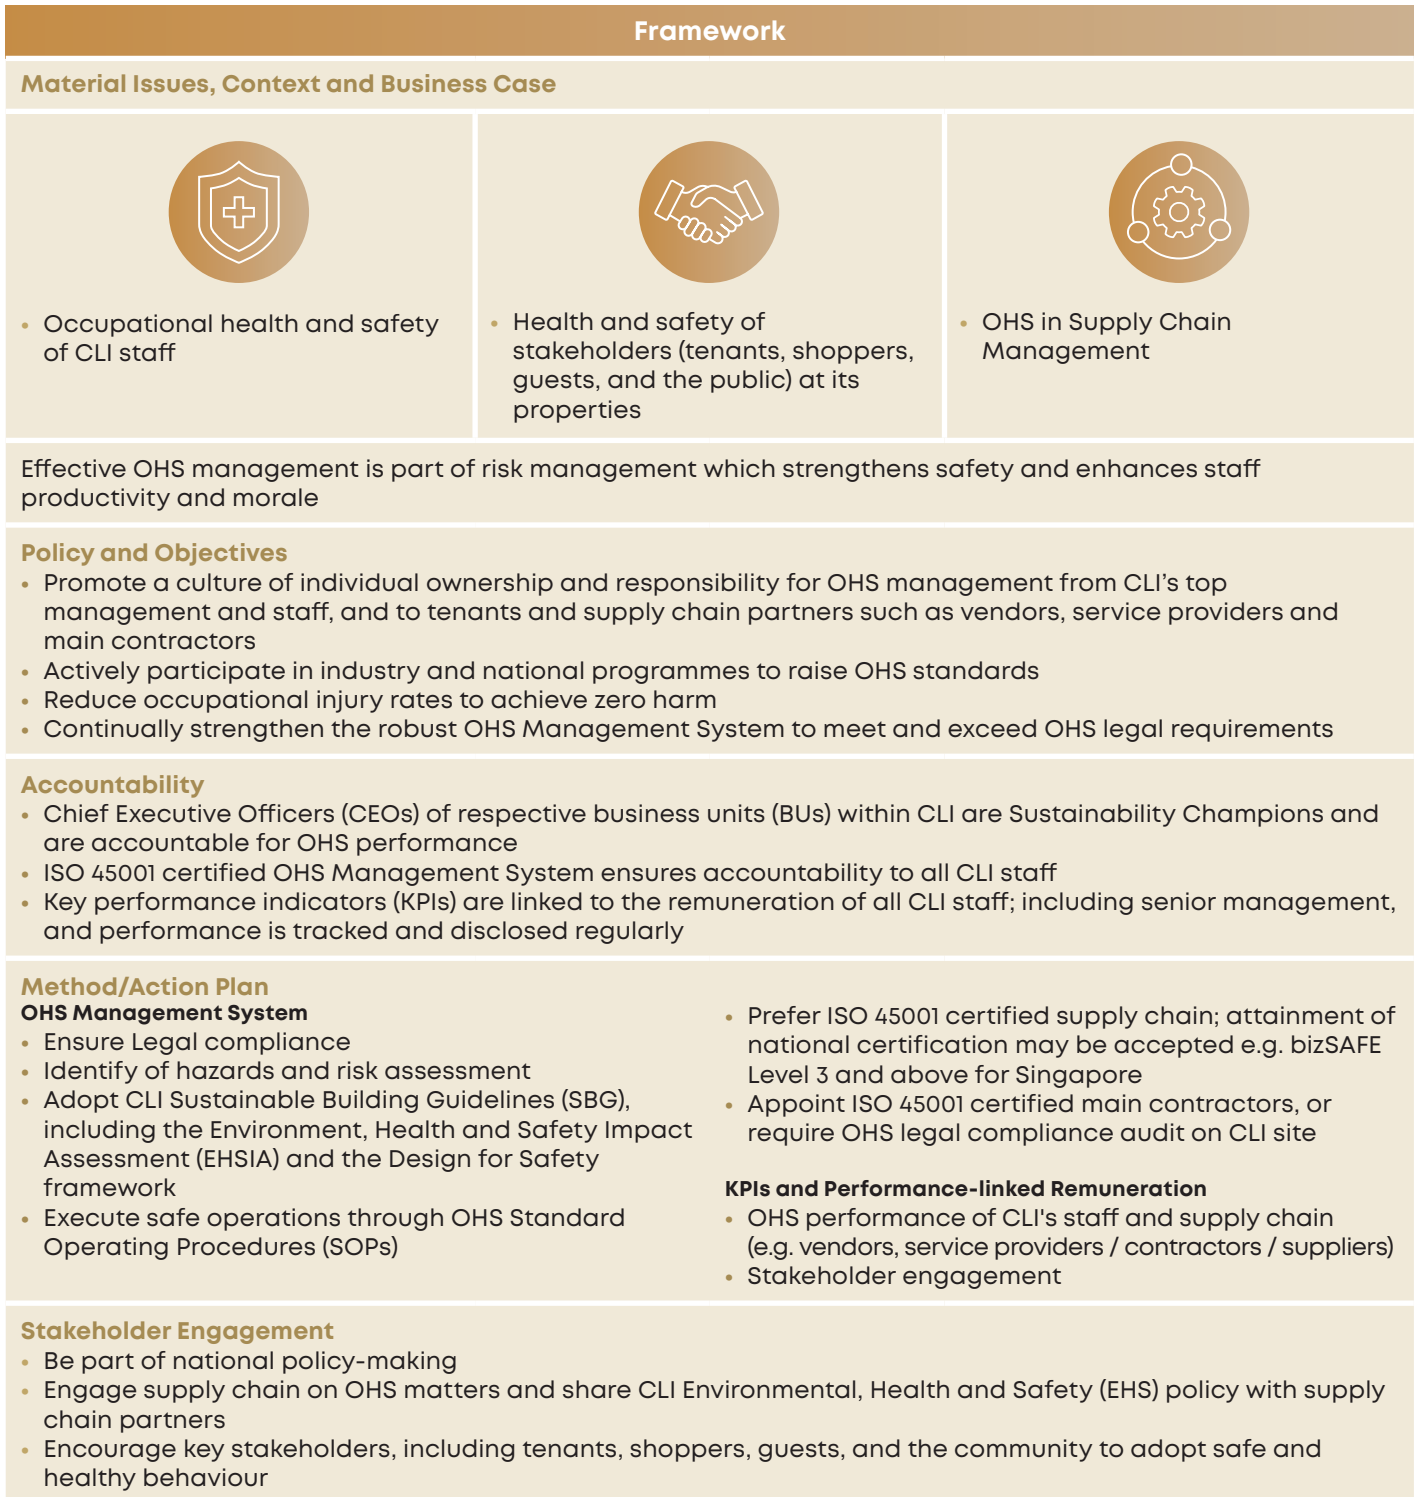 Framework
Material Issues, Context and Business Case
• Occupational health and safety
of CLI staff
• Health and safety of
stakeholders (tenants, shoppers,
guests, and the public) at its
properties
• OHS in Supply Chain
Management
Effective OHS management is part of risk management which strengthens safety and enhances staff
productivity and morale
Policy and Objectives
• Promote a culture of individual ownership and responsibility for OHS management from CLI’s top
management and staff, and to tenants and supply chain partners such as vendors, service providers and
main contractors
• Actively participate in industry and national programmes to raise OHS standards
• Reduce occupational injury rates to achieve zero harm
• Continually strengthen the robust OHS Management System to meet and exceed OHS legal requirements
Accountability
• Chief Executive Officers (CEOs) of respective business units (BUs) within CLI are Sustainability Champions and
are accountable for OHS performance
• ISO 45001 certified OHS Management System ensures accountability to all CLI staff
• Key performance indicators (KPIs) are linked to the remuneration of all CLI staff; including senior management,
and performance is tracked and disclosed regularly
Method/Action Plan
OHS Management System
• Ensure Legal compliance
• Identify of hazards and risk assessment
• Adopt CLI Sustainable Building Guidelines (SBG),
including the Environment, Health and Safety Impact
Assessment (EHSIA) and the Design for Safety
framework
• Execute safe operations through OHS Standard
Operating Procedures (SOPs)
• Prefer ISO 45001 certified supply chain; attainment of
national certification may be accepted e.g. bizSAFE
Level 3 and above for Singapore
• Appoint ISO 45001 certified main contractors, or
require OHS legal compliance audit on CLI site
KPIs and Performance-linked Remuneration
• OHS performance of CLI's staff and supply chain
(e.g. vendors, service providers / contractors / suppliers)
• Stakeholder engagement
Stakeholder Engagement
• Be part of national policy-making
• Engage supply chain on OHS matters and share CLI Environmental, Health and Safety (EHS) policy with supply
chain partners
• Encourage key stakeholders, including tenants, shoppers, guests, and the community to adopt safe and
healthy behaviour